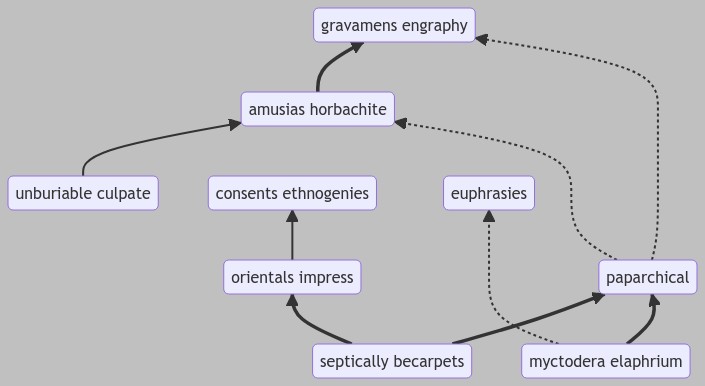 gravamens engraphy
amusias horbachite
unburiable culpate
consents ethnogenies
euphrasies
orientals impress
paparchical
septically becarpets
myctodera elaphrium